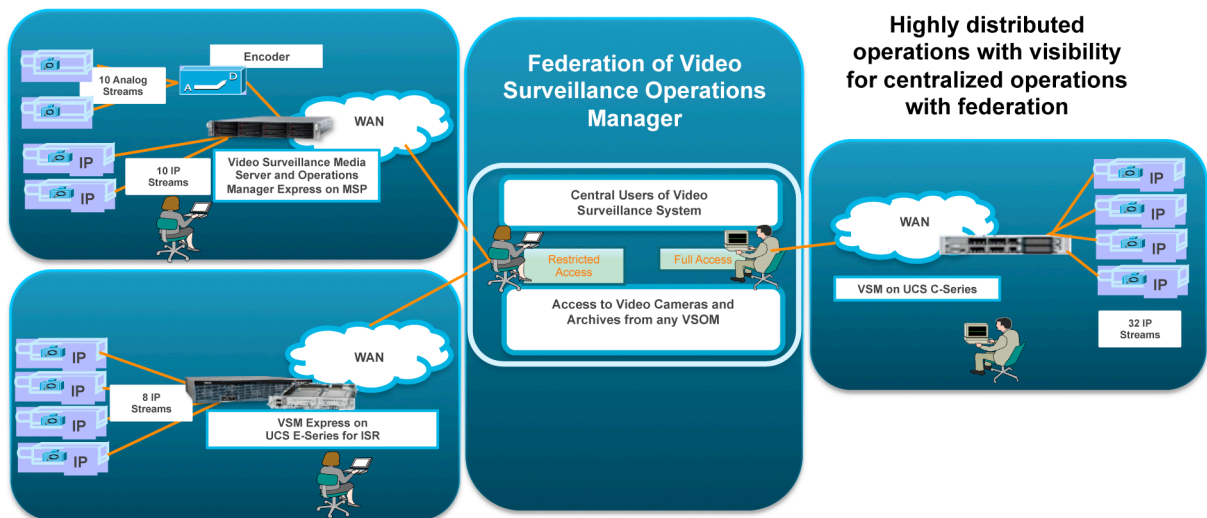 Encoder
10 Analog
Streams
D
A
WAN
IP
IP
10 IP
Streams
Video Surveillance Media
Server and Operations
Manager Express on MSP
IP
IP
IP
IP
8 IP
Streams
WAN
VSM Express on
UCS E-Series for ISR
Federation of Video
Surveillance Operations
Manager
Central Users of Video
Surveillance System
Restricted
Access
Full Access
Access to Video Cameras and
Archives from any VSOM
Highly distributed
operations with visibility
for centralized operations
with federation
WAN
VSM on UCS C-Series
IP
IP
IP
IP
32 IP
Streams